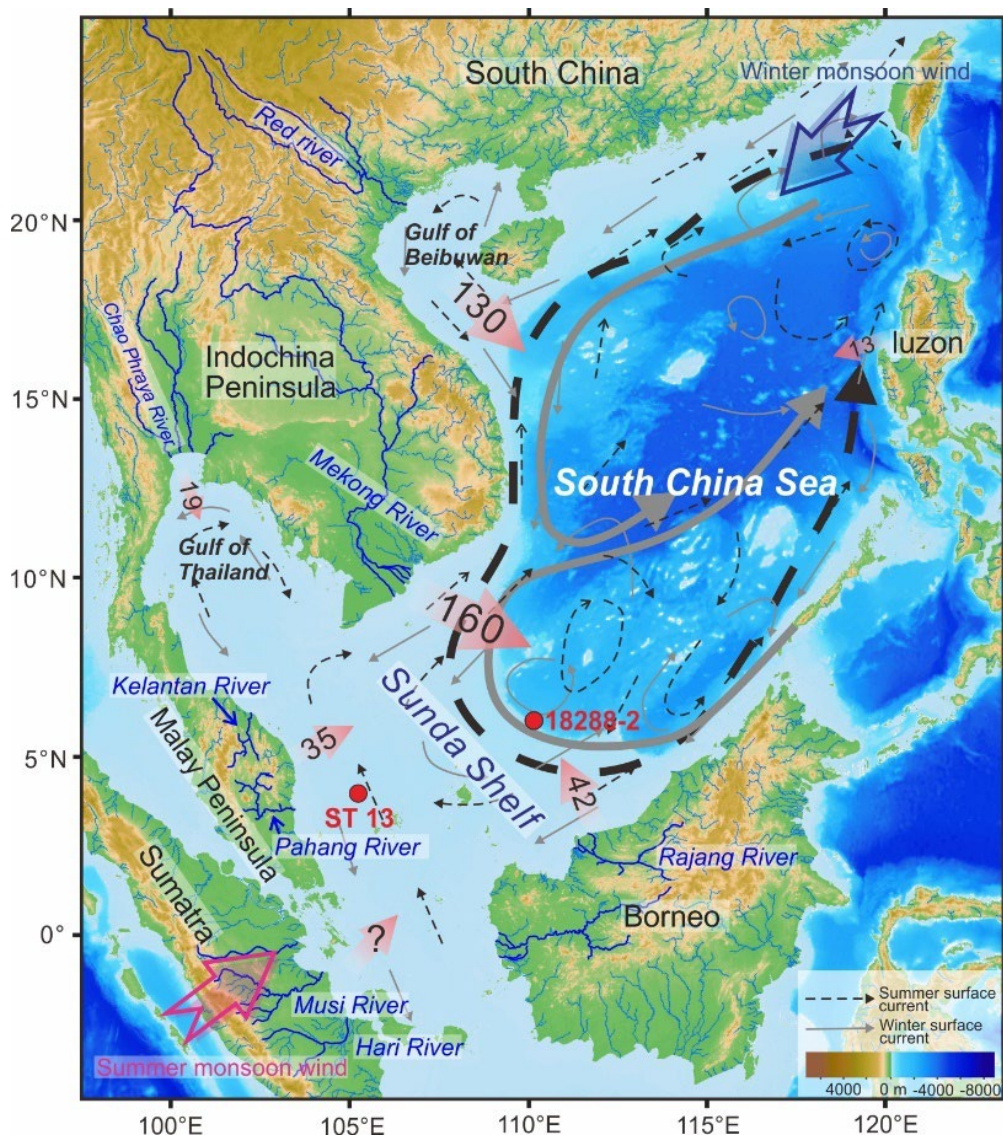 South China
Winter monsoon wind
Red river
20°N
Gulf of
Beibuwan
130
Chao Phraya River
Indochina
Peninsula
13
luzon
15°N
Mekong River
South China Sea
19
Gulf of
Thailand
10°N
160
Kelantan River
Sunda Shelf
18288-2
Malay Peninsula
35
5°N
42
ST 13
Pahang River
Rajang River
Sumatra
Borneo
0°
?
Musi River
Hari River
Summer monsoon wind
Summer surface
current
Winter surface
current
4000 0 m -4000 -8000
100°E 105°E 110°E 115°E 120°E